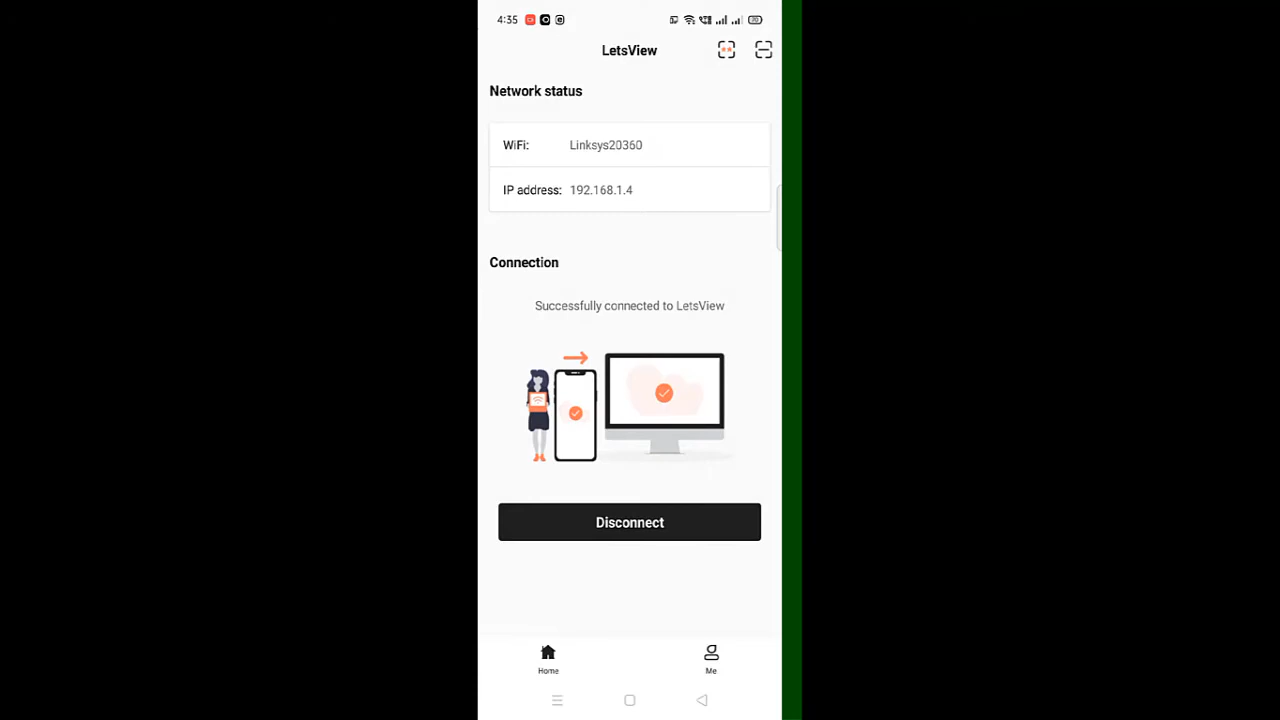 4:35
70
LetsView
Network status
WiFi: Linksys20360
IP address: 192.168.1.4
Connection
Successfully connected to LetsView
Disconnect
Home Me